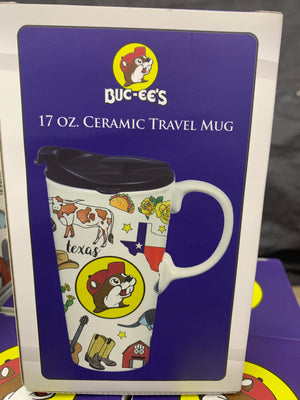 BUC-EE'S
17 OZ. CERAMIC TRAVEL MUG
texas